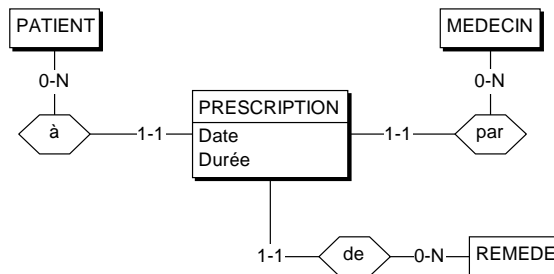 PATIENT
MEDECIN
0-N
0-N
PRESCRIPTION
à
1-1
Date
1-1
par
Durée
1-1
de
0-N
REMEDE